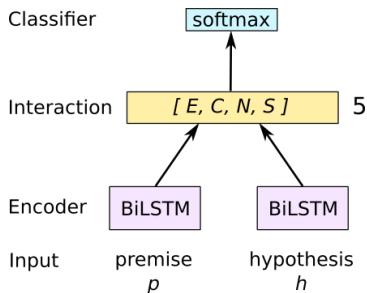 Classifier softmax
Interaction [ E, C, N, S ] 5
Encoder BiLSTM BiLSTM
Input premise hypothesis
p h